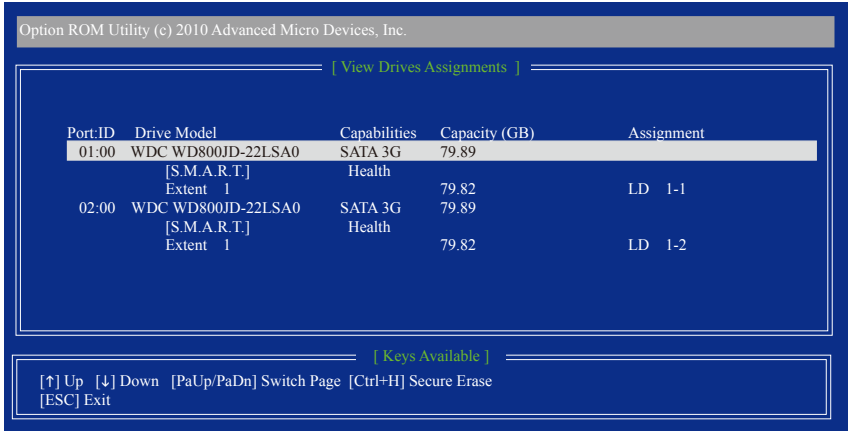 Option ROM Utility (c) 2010 Advanced Micro Devices, Inc.
[ View Drives Assignments ]
Port:ID Drive Model Capabilities Capacity (GB) Assignment
01:00 WDC WD800JD-22LSA0 SATA 3G 79.89
[S.M.A.R.T.] Health
Extent 1 79.82 LD 1-1
02:00 WDC WD800JD-22LSA0 SATA 3G 79.89
[S.M.A.R.T.] Health
Extent 1 79.82 LD 1-2
[ Keys Available ]
[↑] Up [↓] Down [PaUp/PaDn] Switch Page [Ctrl+H] Secure Erase
[ESC] Exit